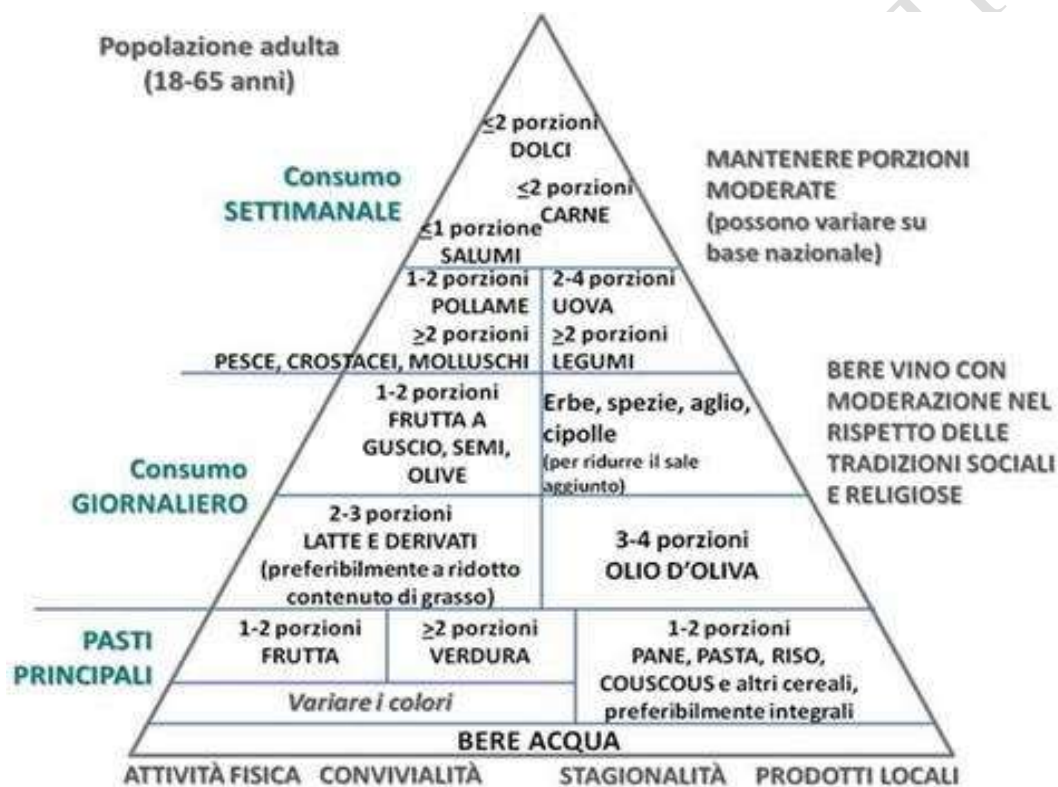 Popolazione adulta
(18-65 anni)
≤2 porzioni
DOLCI
Consumo
SETTIMANALE
≤2 porzioni
CARNE
≤1 porzione
SALUMI
MANTENERE PORZIONI
MODERATE
(possono variare su
base nazionale)
1-2 porzioni
POLLAME
≥2 porzioni
PESCE, CROSTACEI, MOLLUSCHI
2-4 porzioni
UOVA
≥2 porzioni
LEGUMI
BERE VINO CON
MODERAZIONE NEL
RISPETTO DELLE
TRADIZIONI SOCIALI
E RELIGIOSE
Consumo
GIORNALIERO
1-2 porzioni
FRUTTA A
GUSCIO, SEMI,
OLIVE
Erbe, spezie, aglio,
cipolle
(per ridurre il sale
aggiunto)
2-3 porzioni
LATTE E DERIVATI
(preferibilmente a ridotto
contenuto di grasso)
3-4 porzioni
OLIO D'OLIVA
PASTI
PRINCIPALI
1-2 porzioni
FRUTTA
≥2 porzioni
VERDURA
Variare i colori
1-2 porzioni
PANE, PASTA, RISO,
COUSCOUS e altri cereali,
preferibilmente integrali
BERE ACQUA
ATTIVITÀ FISICA CONVIVIALITÀ STAGIONALITÀ PRODOTTI LOCALI